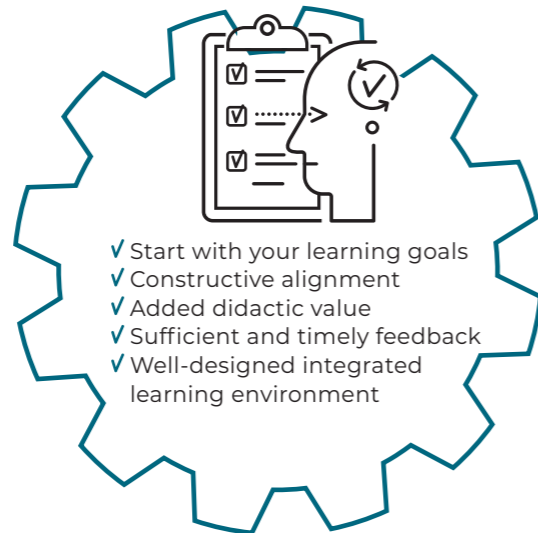 √ Start with your learning goals
√ Constructive alignment
√ Added didactic value
√ Sufficient and timely feedback
√ Well-designed integrated
learning environment